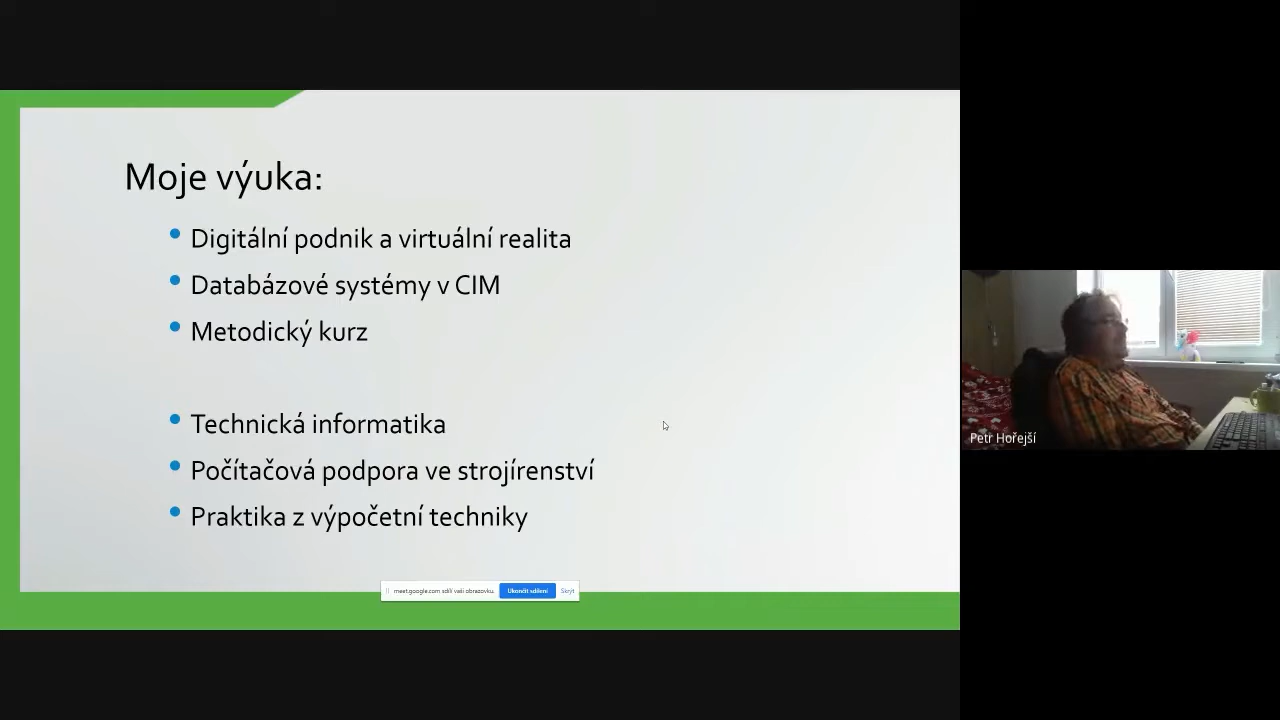 Moje výuka:
Digitální podnik a virtuální realita
Databázové systémy v CIM
Metodický kurz
Technická informatika
Počítačová podpora ve strojírenství
Praktika z výpočetní techniky
meet.google.com sdílí vaši obrazovku. Ukončit sdílení Skrýt
Petr Hořejší